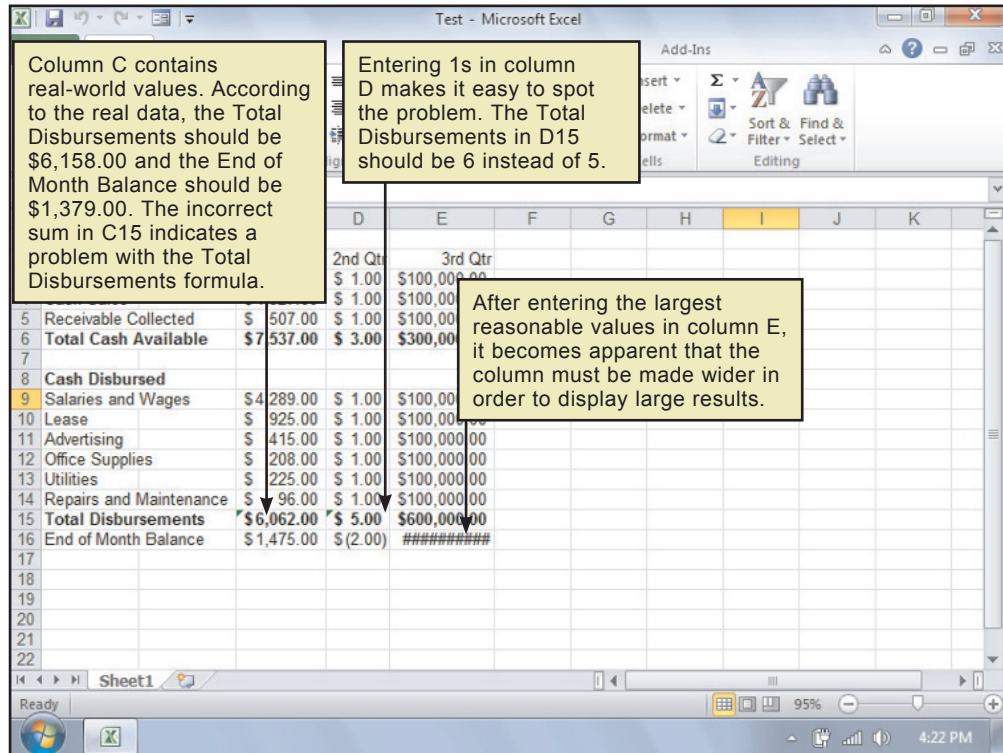 Test - Microsoft Excel
Add-Ins
Column C contains
real-world values. According
to the real data, the Total
Disbursements should be
$6,158.00 and the End of
Month Balance should be
$1,379.00. The incorrect
sum in C15 indicates a
problem with the Total
Disbursements formula.
Entering 1s in column
D makes it easy to spot
the problem. The Total
Disbursements in D15
should be 6 instead of 5.
Σ
Sort & Find &
Filter Select
Editing
D E F G H I J K
2nd Qtr 3rd Qtr
$ 1.00
$ 1.00
After entering the largest
reasonable values in column E,
it becomes apparent that the
column must be made wider in
order to display large results.
5 Receivable Collected $ 507.00 $ 1.00
6 Total Cash Available $7,537.00 $ 3.00
7
8 Cash Disbursed
9 Salaries and Wages $4,289.00 $ 1.00
10 Lease $ 925.00 $ 1.00 $100,000.00
11 Advertising $ 415.00 $ 1.00 $100,000.00
12 Office Supplies $ 208.00 $ 1.00 $100,000.00
13 Utilities $ 225.00 $ 1.00 $100,000.00
14 Repairs and Maintenance $ 96.00 $ 1.00 $100,000.00
15 Total Disbursements $6,062.00 $ 5.00 $600,000.00
16 End of Month Balance $1,475.00 $(2.00) ##########
17
18
19
20
21
22
Sheet1
Ready 95%
4:22 PM